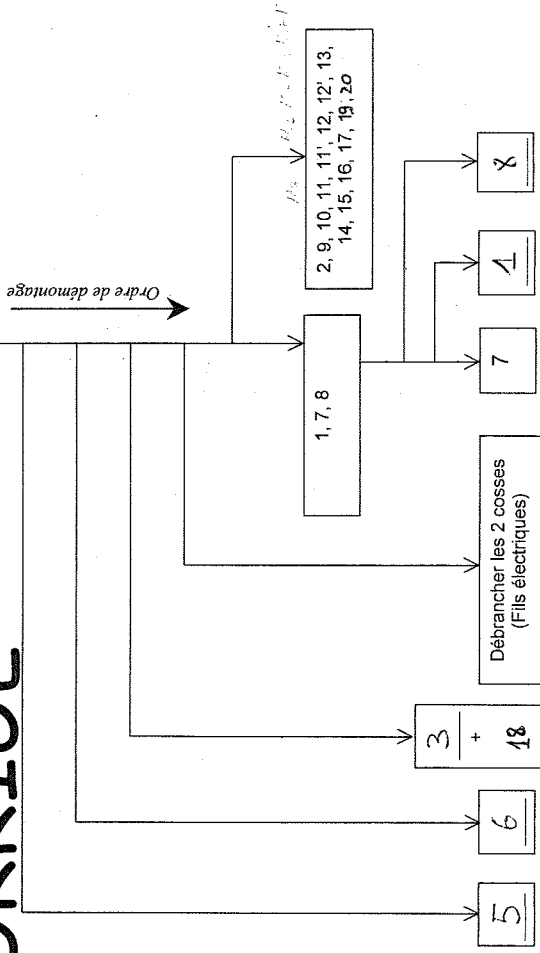 Ordre de démontage
2, 9, 10, 11, 11', 12, 12', 13,
14, 15, 16, 17, 19, 20
1, 7, 8
5
6
3
+
18
Débrancher les 2 cosses
(Fils électriques)
7
1
8